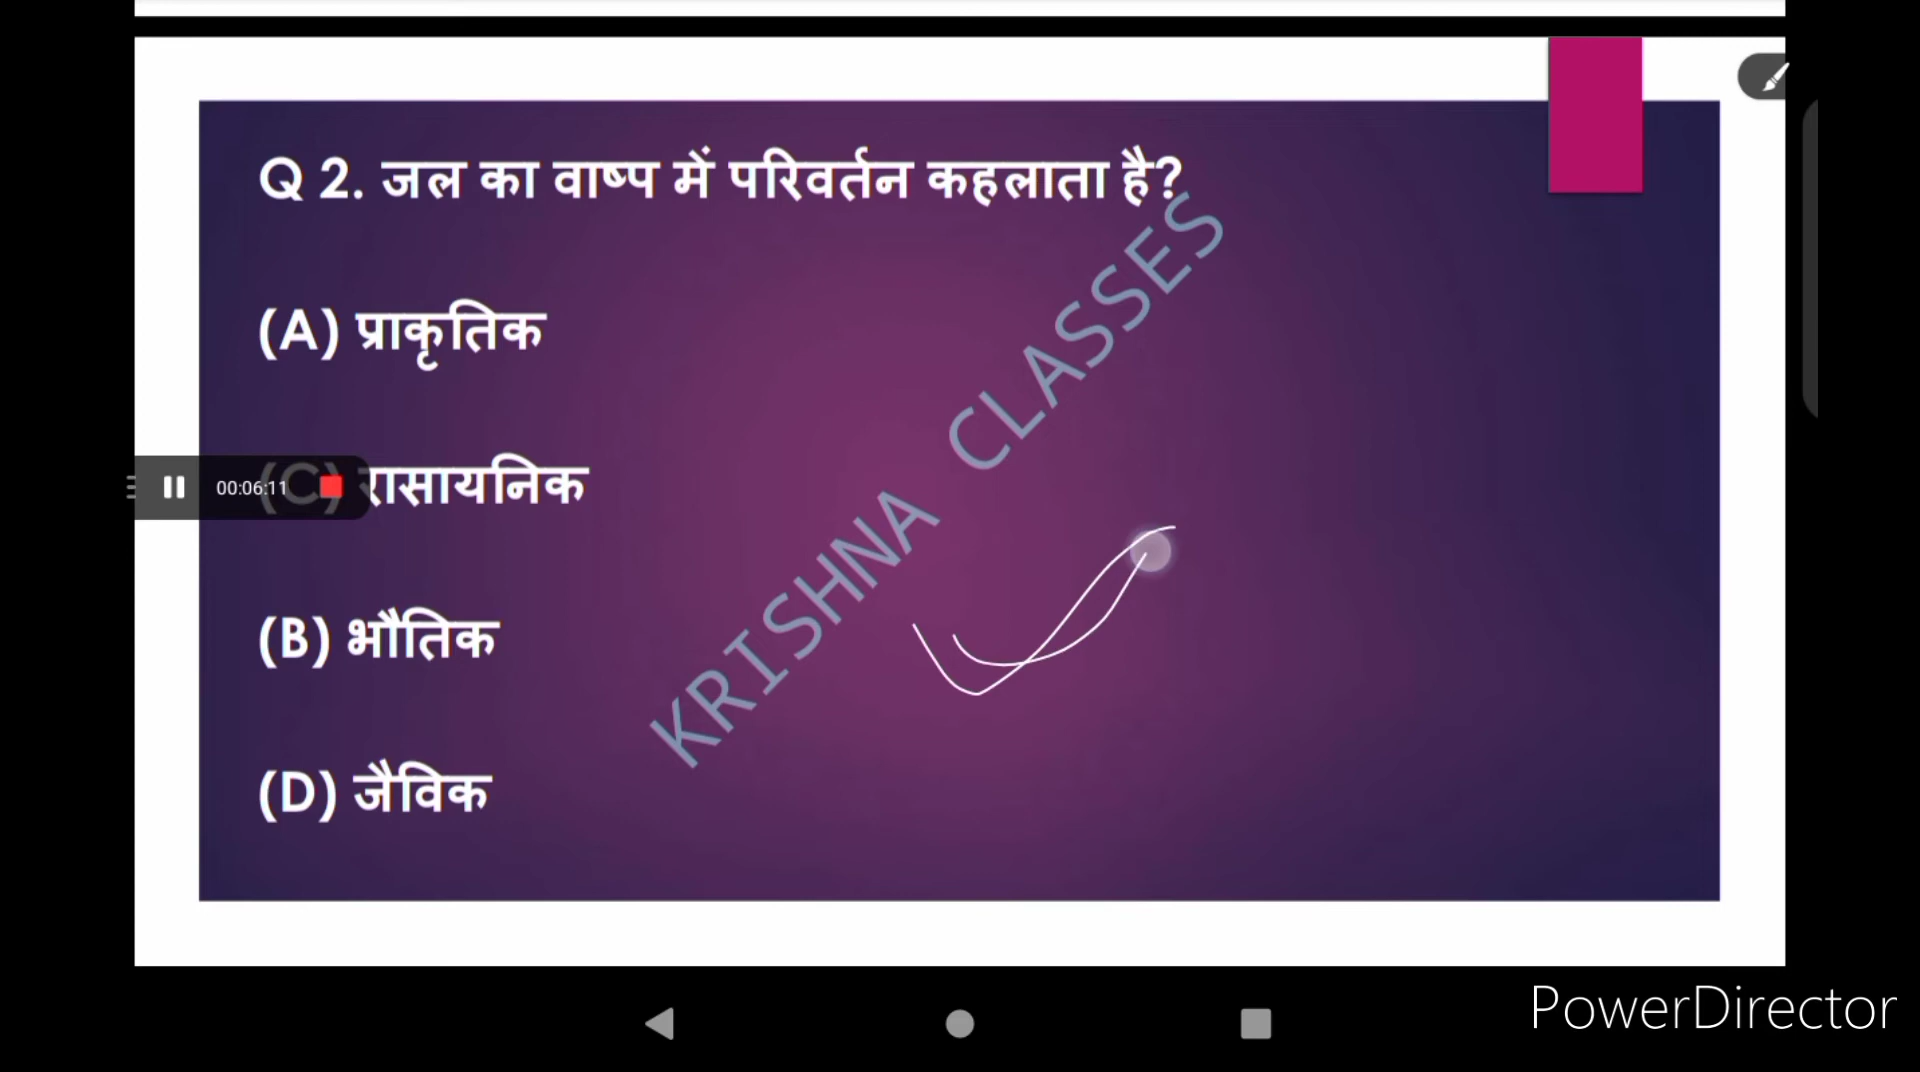 Q 2. जल का वाष्प में परिवर्तन कहलाता है?
(A) प्राकृतिक
(C) रासायनिक
00:06:11
(B) भौतिक
(D) जैविक
KRISHNA CLASSES
PowerDirector